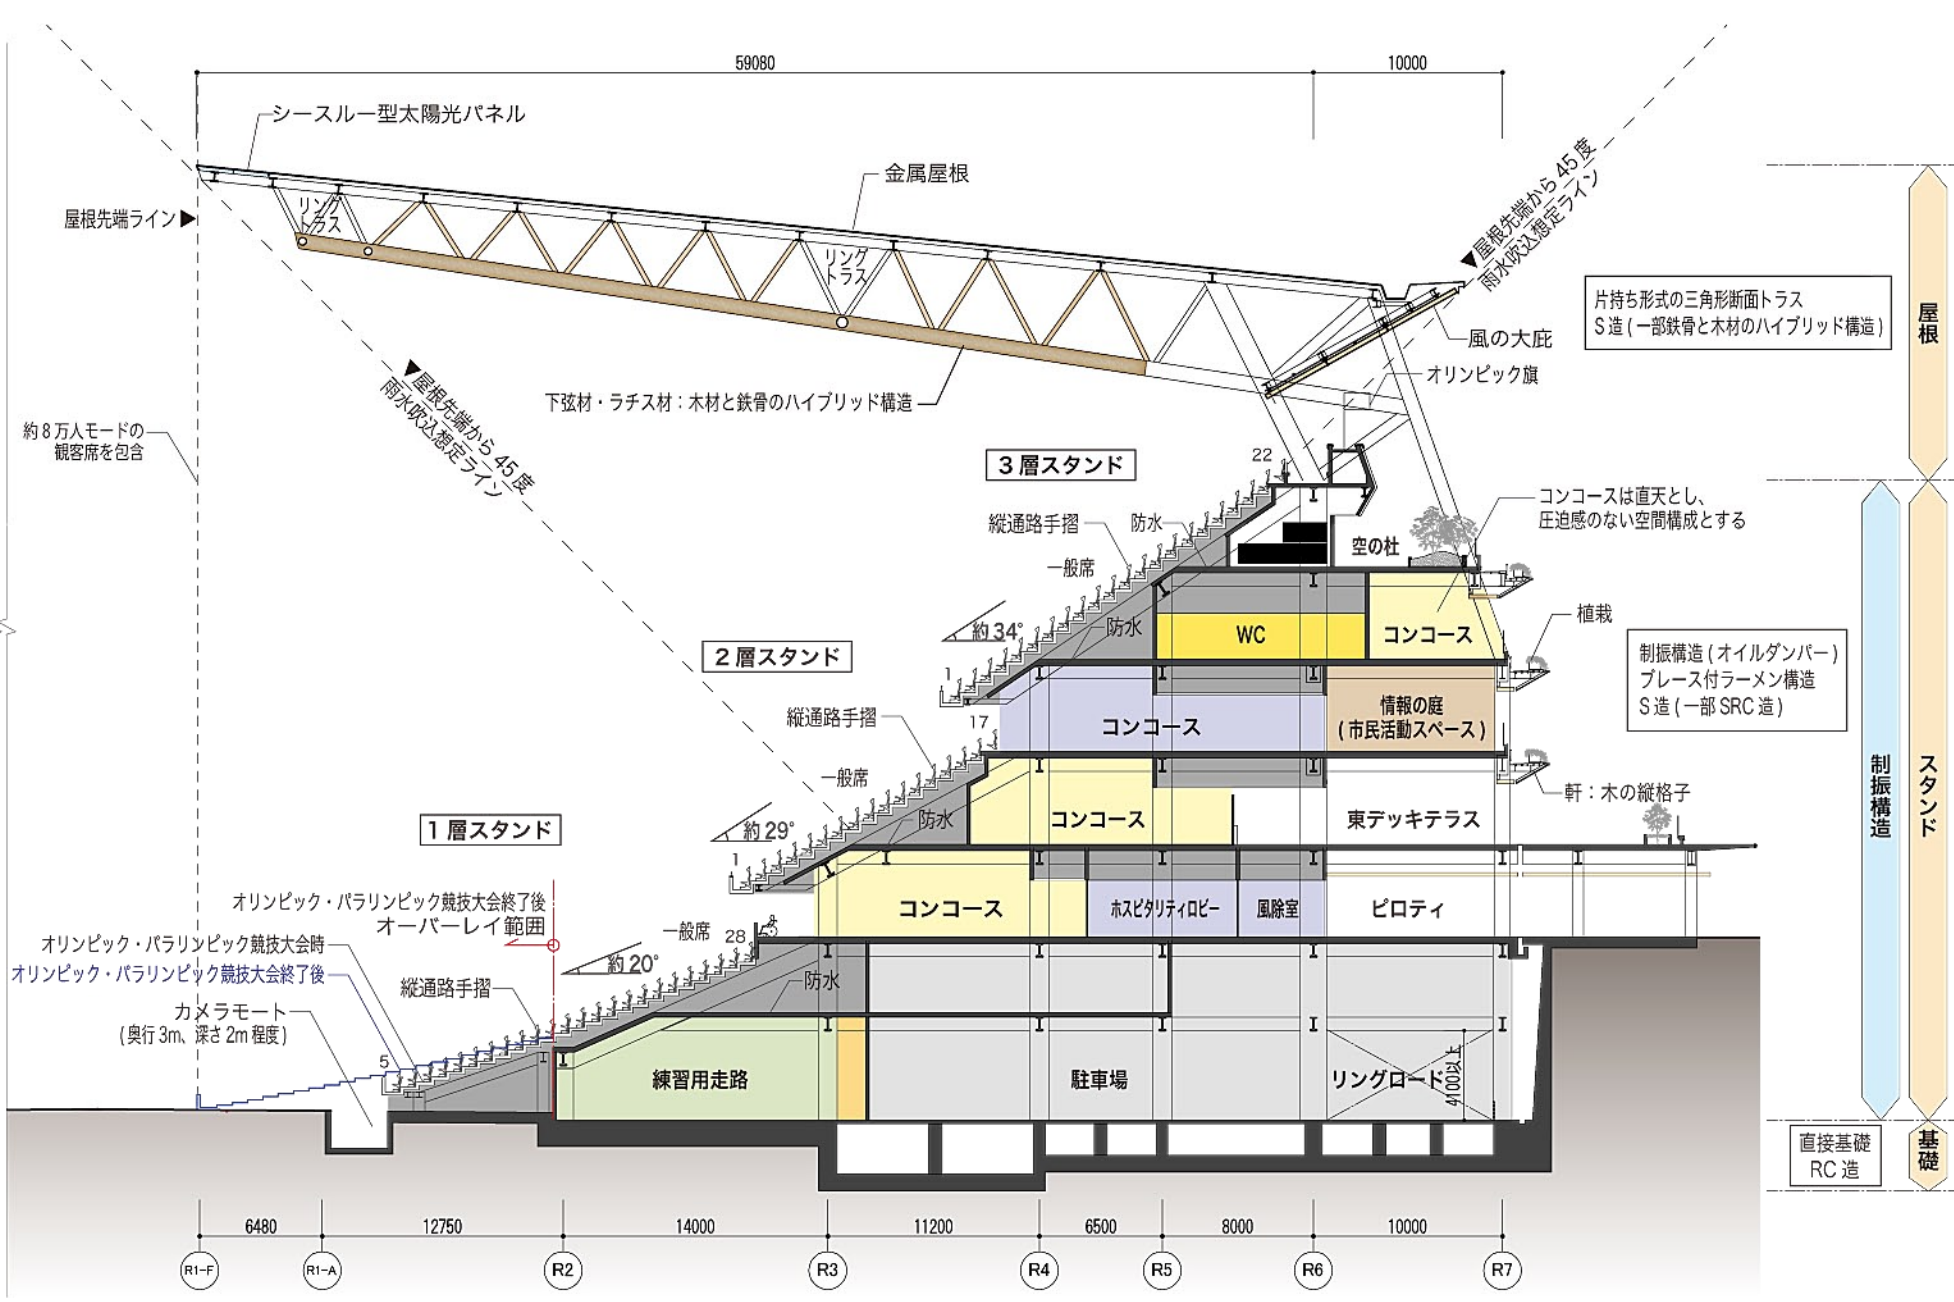 59080
10000
シースルー型太陽光パネル
金属屋根
リング
トラス
屋根先端ライン
リング
トラス
屋根先端から45度
雨水吹込想定ライン
片持ち形式の三角形断面トラス
S造(一部鉄骨と木材のハイブリッド構造)
屋根
風の大庇
オリンピック旗
屋根先端から45度
雨水吹込想定ライン
下弦材・ラチス材：木材と鉄骨のハイブリッド構造
約8万人モードの
観客席を包含
3層スタンド
22
コンコースは直天とし、
圧迫感のない空間構成とする
縦通路手摺
防水
空の杜
一般席
約34°
防水
WC
コンコース
植栽
2層スタンド
1
制振構造(オイルダンパー)
ブレース付ラーメン構造
S造(一部SRC造)
縦通路手摺
17
コンコース
情報の庭
(市民活動スペース)
一般席
制振構造
スタンド
軒：木の縦格子
1層スタンド
約29°
防水
コンコース
東デッキテラス
1
オリンピック・パラリンピック競技大会終了後
オーバーレイ範囲
コンコース
ホスピタリティロビー
風除室
ピロティ
一般席
28
オリンピック・パラリンピック競技大会時
オリンピック・パラリンピック競技大会終了後
約20°
防水
縦通路手摺
カメラモート
(奥行3m、深さ2m程度)
5
練習用走路
駐車場
リングロード
4100以上
直接基礎
RC造
基礎
6480
12750
14000
11200
6500
8000
10000
R1-F
R1-A
R2
R3
R4
R5
R6
R7